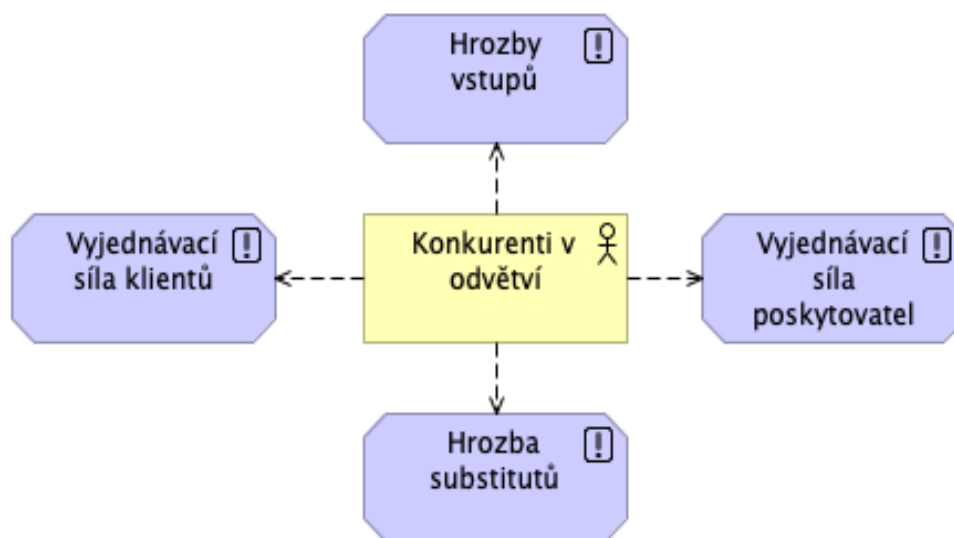 Hrozby
vstupů
Vyjednávací
síla klientů
Konkurenti v
odvětví
Vyjednávací
síla
poskytovatel
Hrozba
substitutů